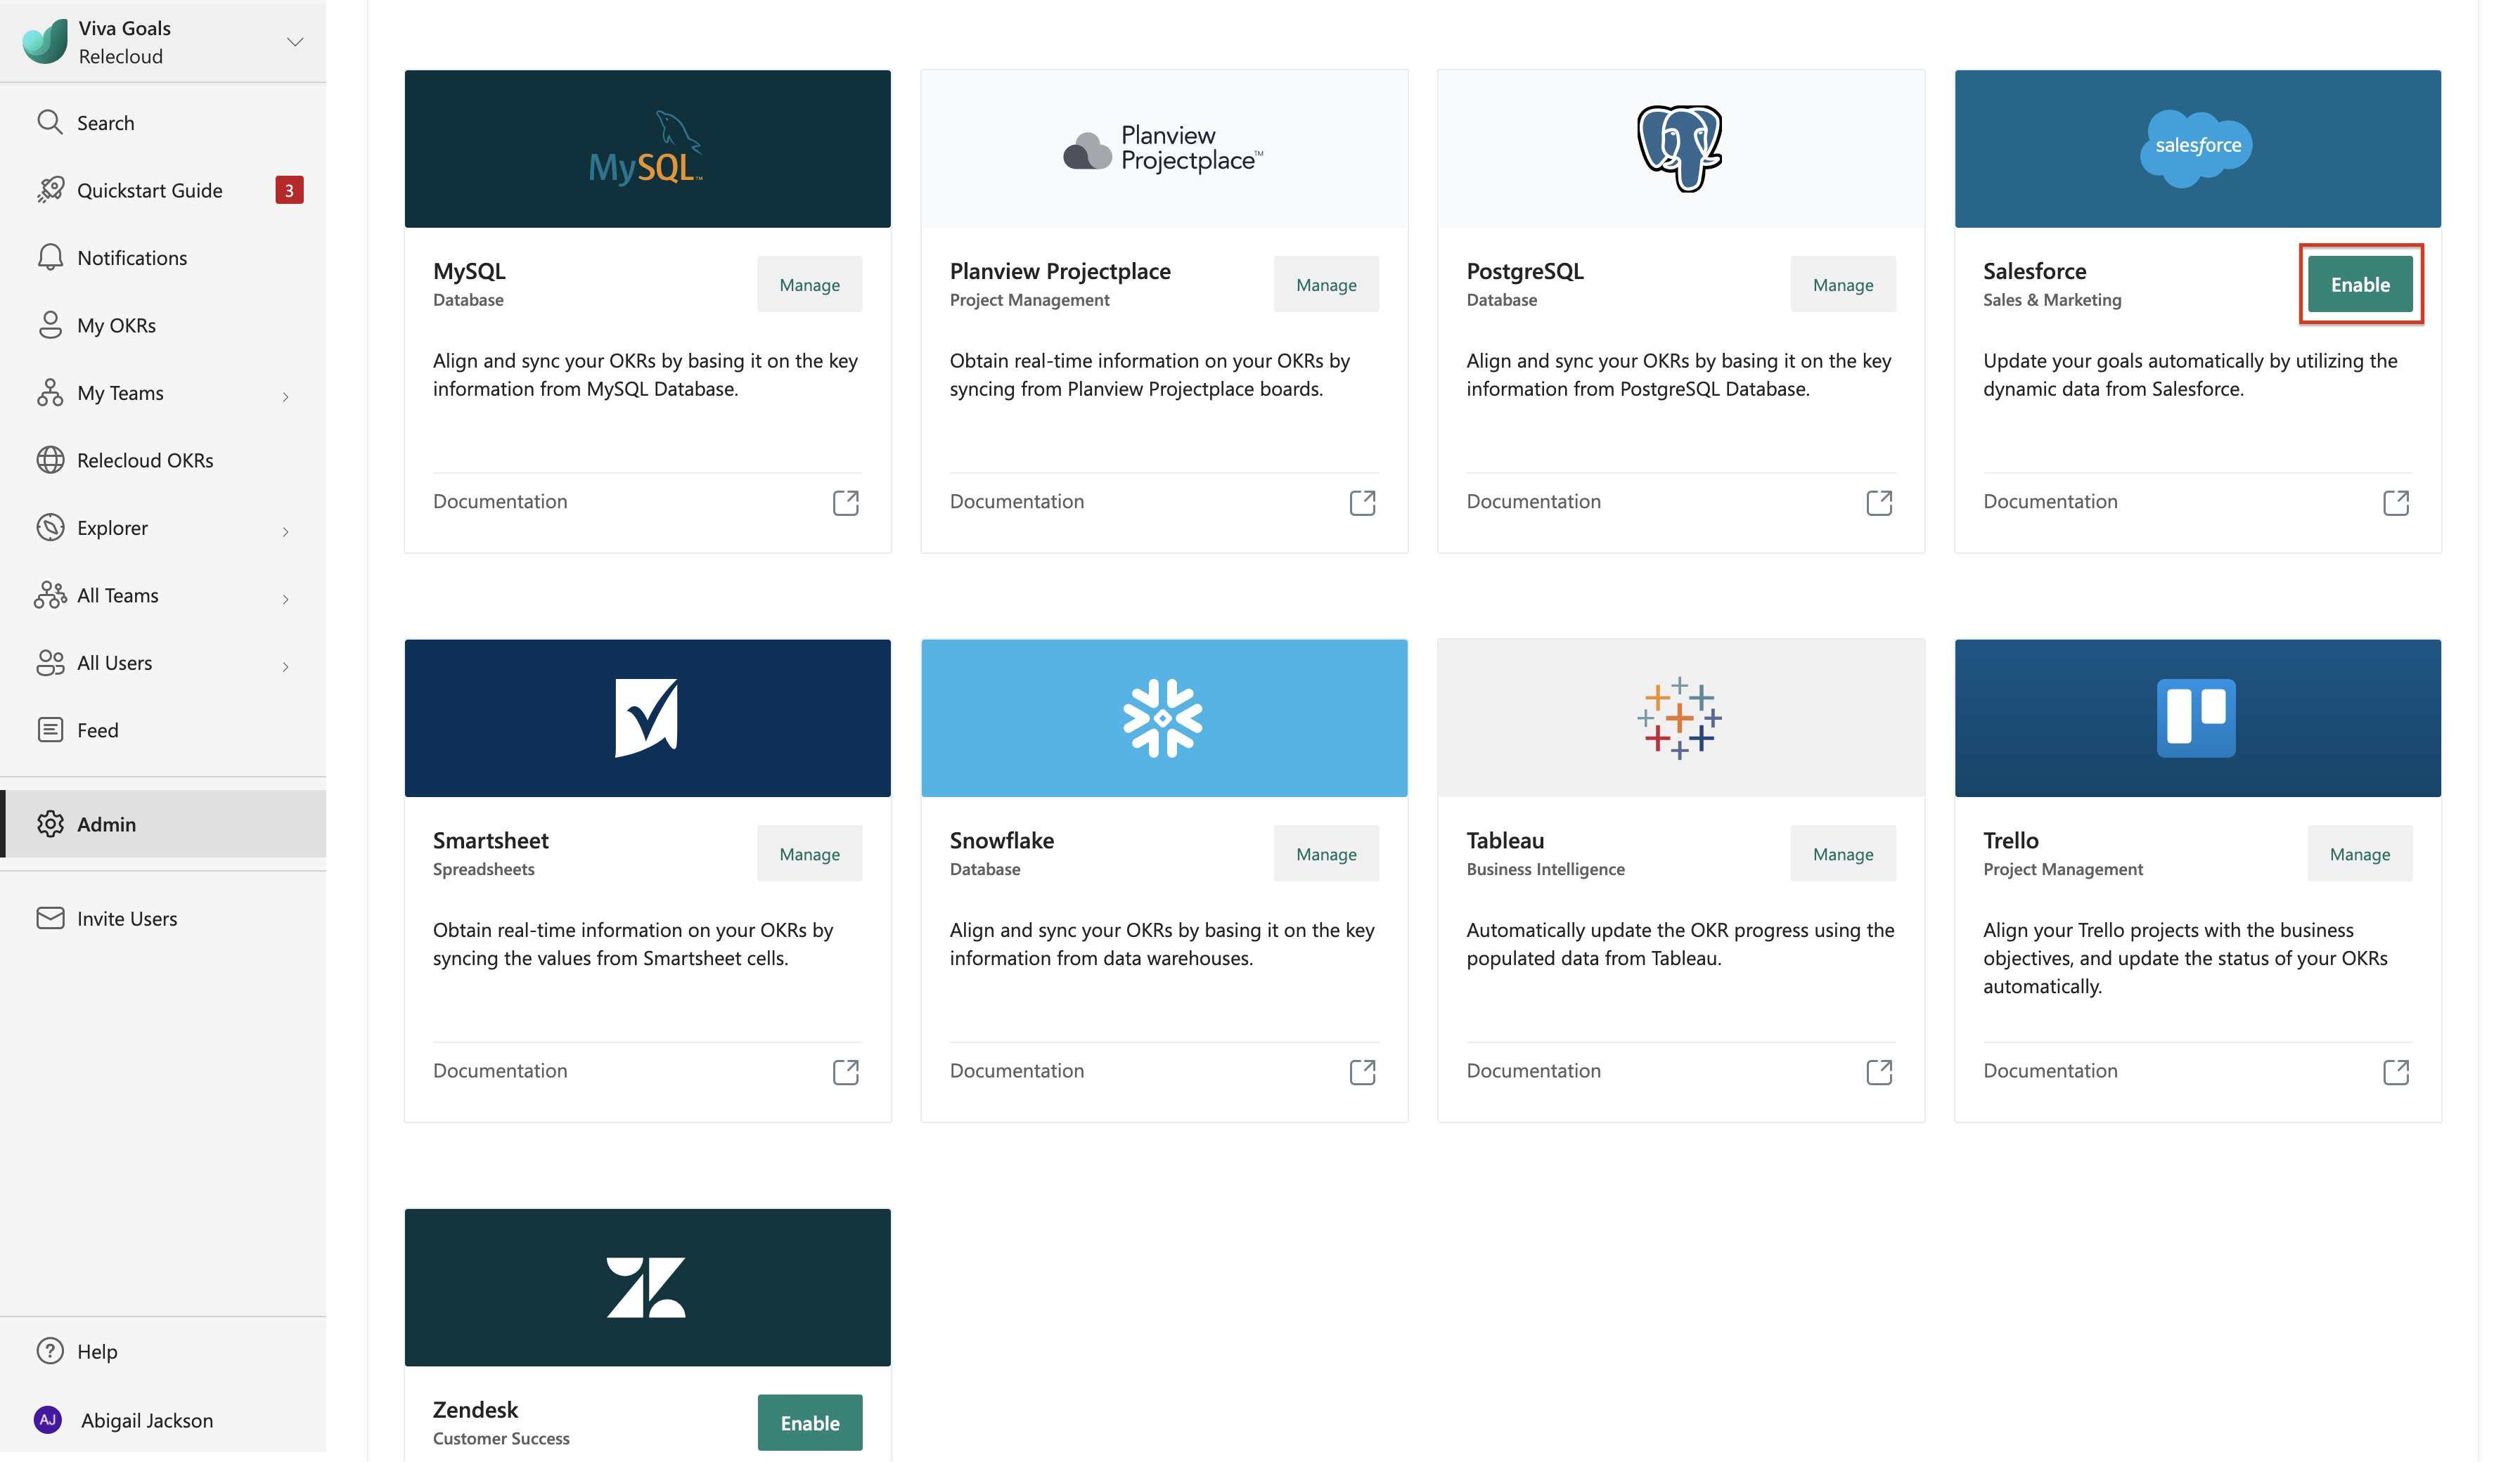 Viva Goals
Relecloud
Search
Quickstart Guide
3
Notifications
My OKRs
My Teams
Relecloud OKRs
Explorer
All Teams
All Users
Feed
Admin
Invite Users
Help
AJ
Abigail Jackson
MySQL™
MySQL
Database
Manage
Align and sync your OKRs by basing it on the key
information from MySQL Database.
Documentation
Planview
Projectplace™
Planview Projectplace
Project Management
Manage
Obtain real-time information on your OKRs by
syncing from Planview Projectplace boards.
Documentation
PostgreSQL
Database
Manage
Align and sync your OKRs by basing it on the key
information from PostgreSQL Database.
Documentation
salesforce
Salesforce
Sales & Marketing
Enable
Update your goals automatically by utilizing the
dynamic data from Salesforce.
Documentation
Smartsheet
Spreadsheets
Manage
Obtain real-time information on your OKRs by
syncing the values from Smartsheet cells.
Documentation
Snowflake
Database
Manage
Align and sync your OKRs by basing it on the key
information from data warehouses.
Documentation
Tableau
Business Intelligence
Manage
Automatically update the OKR progress using the
populated data from Tableau.
Documentation
Trello
Project Management
Manage
Align your Trello projects with the business
objectives, and update the status of your OKRs
automatically.
Documentation
Zendesk
Customer Success
Enable